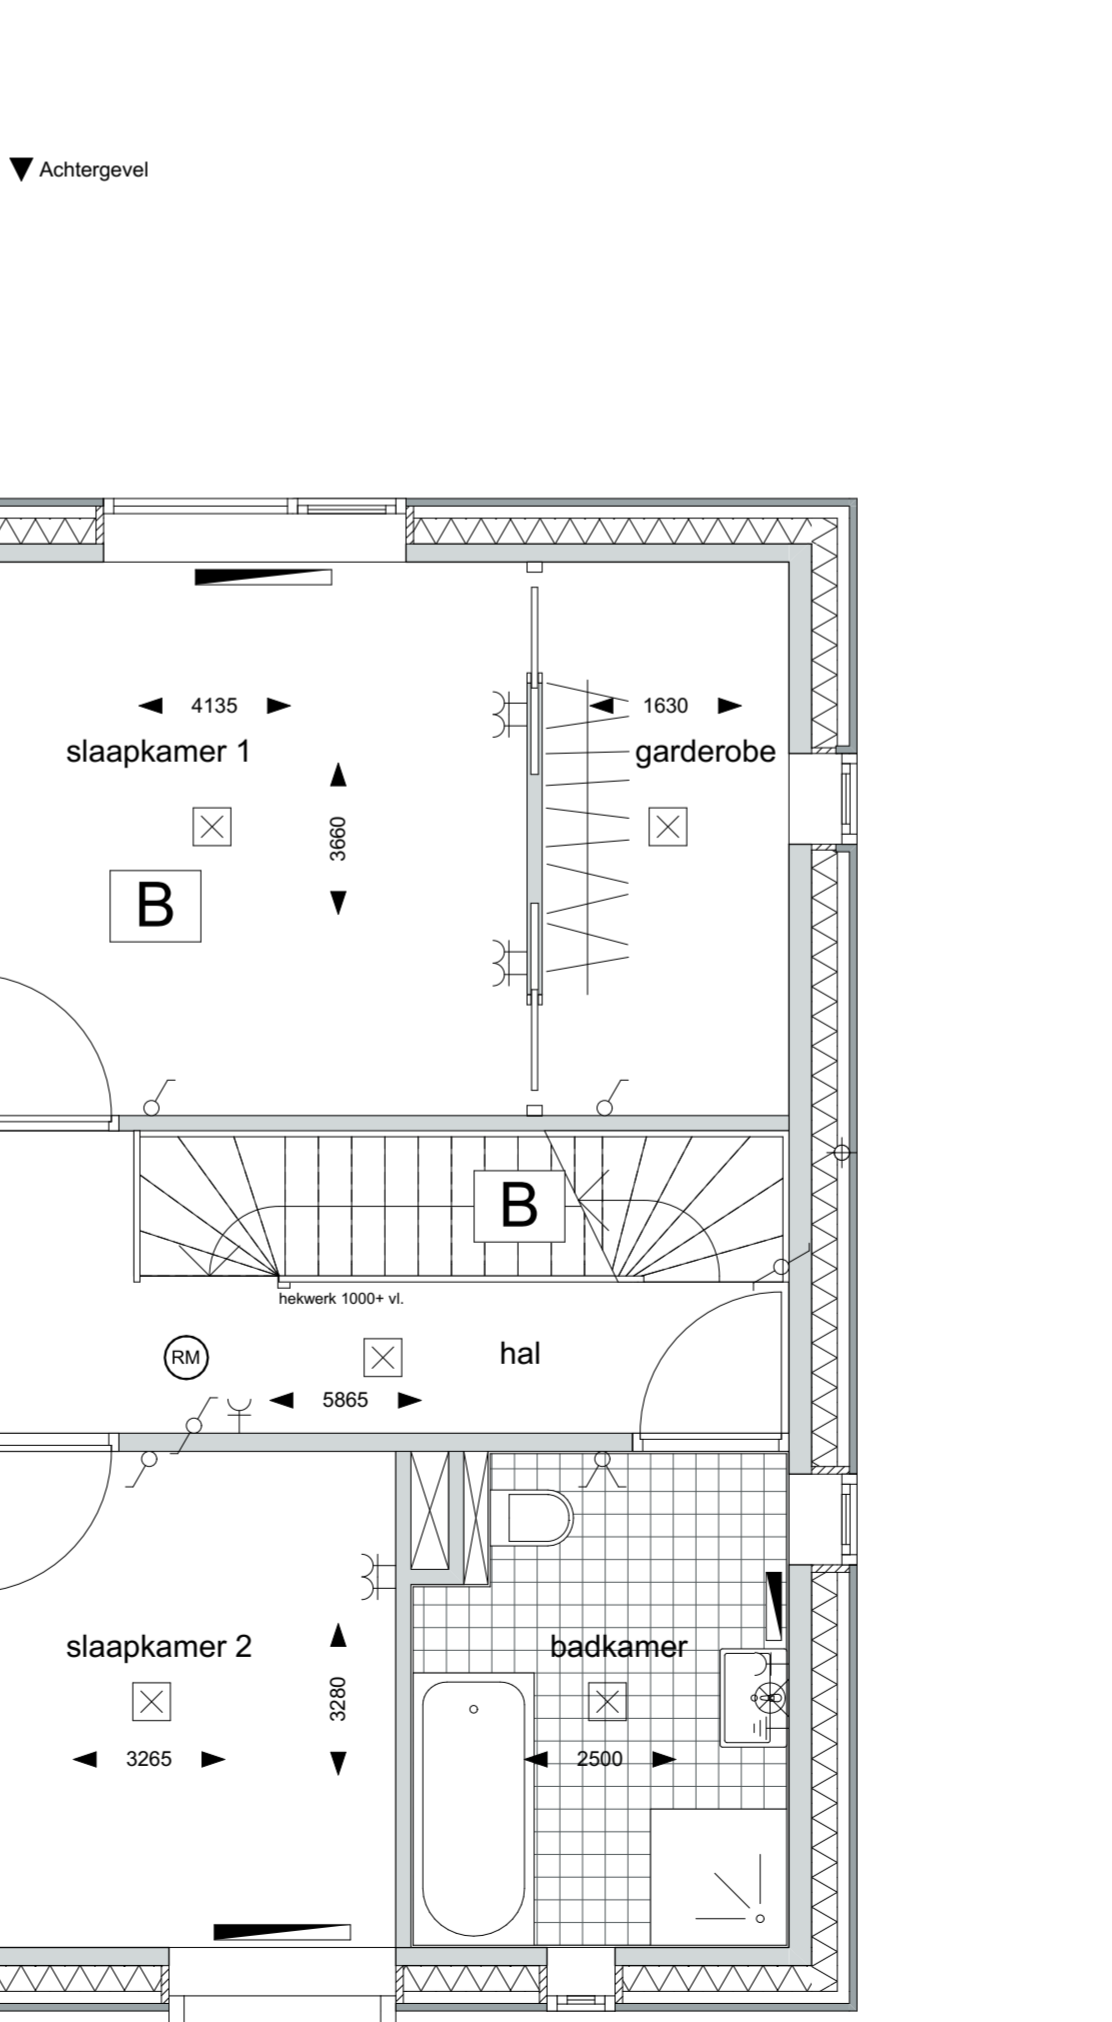 Achtergevel
4135
1630
slaapkamer 1
garderobe
3660
B
B
hekwerk 1000+ vl.
RM
hal
5865
slaapkamer 2
badkamer
3280
3265
2500